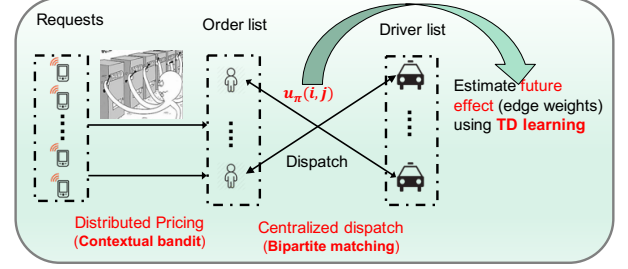 Requests
Order list
Driver list
u_π(i, j)
Estimate future
effect (edge weights)
using TD learning
Dispatch
Distributed Pricing
(Contextual bandit)
Centralized dispatch
(Bipartite matching)